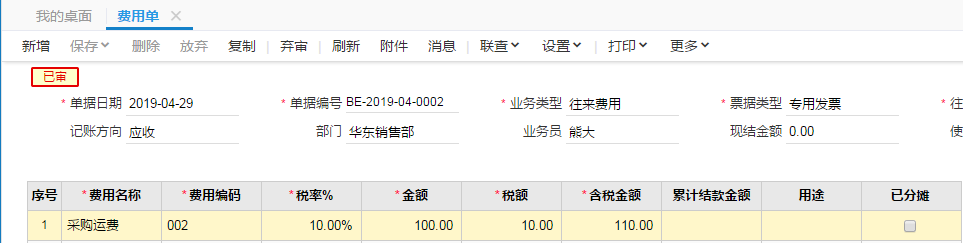 我的桌面 费用单
新增 保存 删除 放弃 复制 弃审 刷新 附件 消息 联查 设置 打印 更多
已审
* 单据日期 2019-04-29 * 单据编号 BE-2019-04-0002 * 业务类型 往来费用 * 票据类型 专用发票 * 往
记账方向 应收 部门 华东销售部 业务员 熊大 现结金额 0.00 使
序号 * 费用名称 * 费用编码 * 税率% * 金额 * 税额 * 含税金额 累计结款金额 用途 已分摊
1 采购运费 002 10.00% 100.00 10.00 110.00